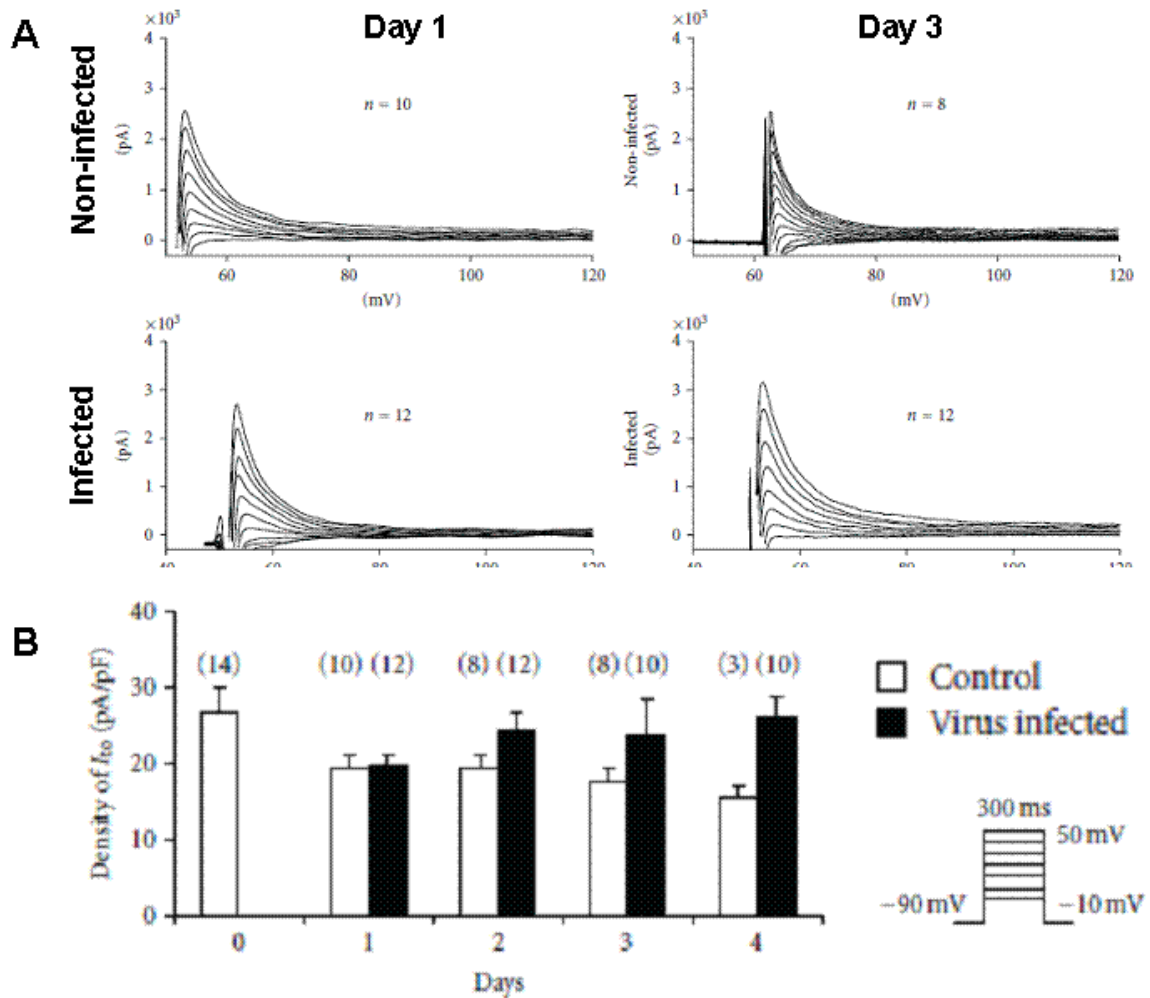 A
Day 1
Day 3
Non-infected
×10³
4
3
2
1
0
(pA)
n = 10
60
80
100
120
(mV)
×10³
4
3
2
1
0
Non-infected
(pA)
n = 8
60
80
100
120
(mV)
Infected
×10³
4
3
2
1
0
(pA)
n = 12
40
60
80
100
120
×10³
4
3
2
1
0
Infected
(pA)
n = 12
40
60
80
100
120
B
40
30
20
10
0
Density of Ito (pA/pF)
(14) (10) (12) (8) (12) (8) (10) (3) (10)
0 1 2 3 4
Days
Control
Virus infected
300 ms
50 mV
−90 mV
−10 mV